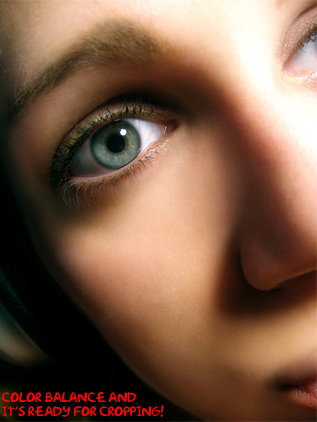 COLOR BALANCE AND
IT'S READY FOR CROPPING!